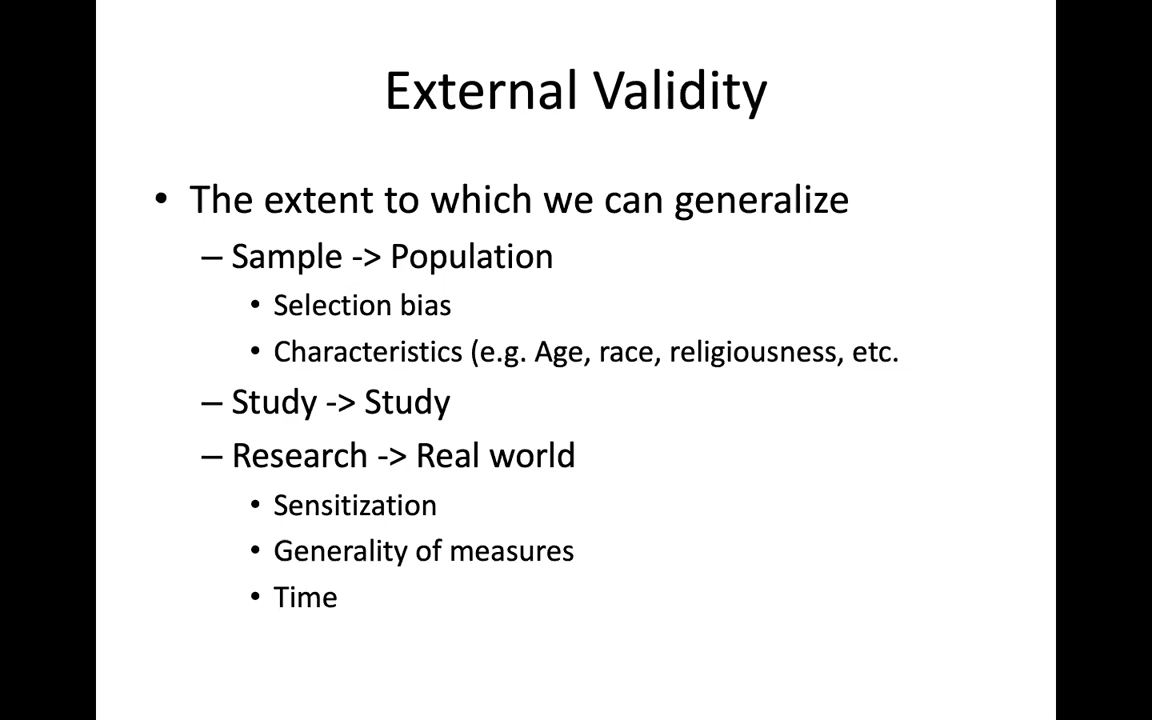 External Validity
• The extent to which we can generalize
– Sample -> Population
• Selection bias
• Characteristics (e.g. Age, race, religiousness, etc.
– Study -> Study
– Research -> Real world
• Sensitization
• Generality of measures
• Time